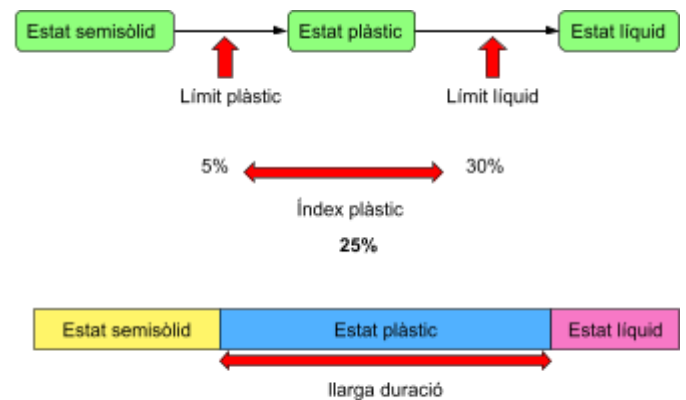 Estat semisòlid
Estat plàstic
Estat líquid
Límit plàstic
Límit líquid
5%
30%
Índex plàstic
25%
Estat semisòlid
Estat plàstic
Estat líquid
llarga duració